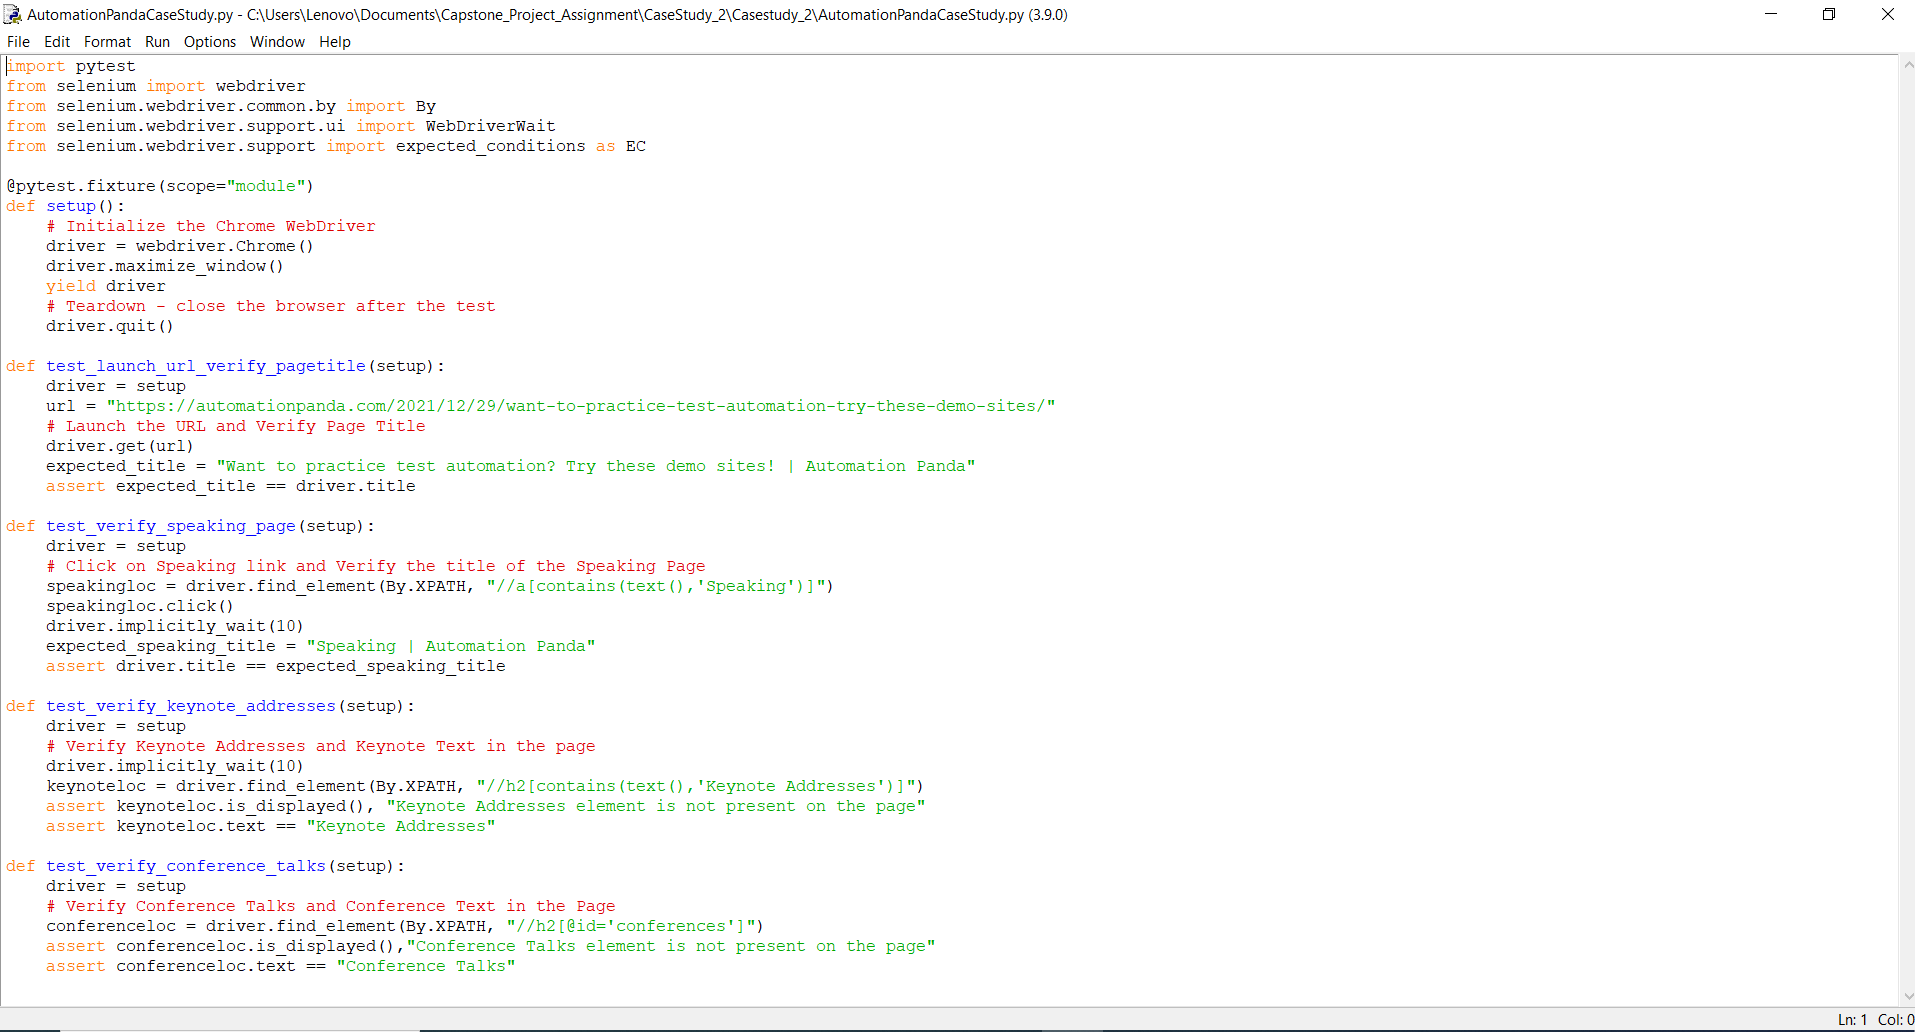 AutomationPandaCaseStudy.py - C:\Users\Lenovo\Documents\Capstone_Project_Assignment\CaseStudy_2\Casestudy_2\AutomationPandaCaseStudy.py (3.9.0)
File Edit Format Run Options Window Help
import pytest
from selenium import webdriver
from selenium.webdriver.common.by import By
from selenium.webdriver.support.ui import WebDriverWait
from selenium.webdriver.support import expected_conditions as EC
@pytest.fixture(scope="module")
def setup():
    # Initialize the Chrome WebDriver
    driver = webdriver.Chrome()
    driver.maximize_window()
    yield driver
    # Teardown - close the browser after the test
    driver.quit()
def test_launch_url_verify_pagetitle(setup):
    driver = setup
    url = "https://automationpanda.com/2021/12/29/want-to-practice-test-automation-try-these-demo-sites/"
    # Launch the URL and Verify Page Title
    driver.get(url)
    expected_title = "Want to practice test automation? Try these demo sites! | Automation Panda"
    assert expected_title == driver.title
def test_verify_speaking_page(setup):
    driver = setup
    # Click on Speaking link and Verify the title of the Speaking Page
    speakingloc = driver.find_element(By.XPATH, "//a[contains(text(),'Speaking')]")
    speakingloc.click()
    driver.implicitly_wait(10)
    expected_speaking_title = "Speaking | Automation Panda"
    assert driver.title == expected_speaking_title
def test_verify_keynote_addresses(setup):
    driver = setup
    # Verify Keynote Addresses and Keynote Text in the page
    driver.implicitly_wait(10)
    keynoteloc = driver.find_element(By.XPATH, "//h2[contains(text(),'Keynote Addresses')]")
    assert keynoteloc.is_displayed(), "Keynote Addresses element is not present on the page"
    assert keynoteloc.text == "Keynote Addresses"
def test_verify_conference_talks(setup):
    driver = setup
    # Verify Conference Talks and Conference Text in the Page
    conferenceloc = driver.find_element(By.XPATH, "//h2[@id='conferences']")
    assert conferenceloc.is_displayed(),"Conference Talks element is not present on the page"
    assert conferenceloc.text == "Conference Talks"
Ln: 1 Col: 0